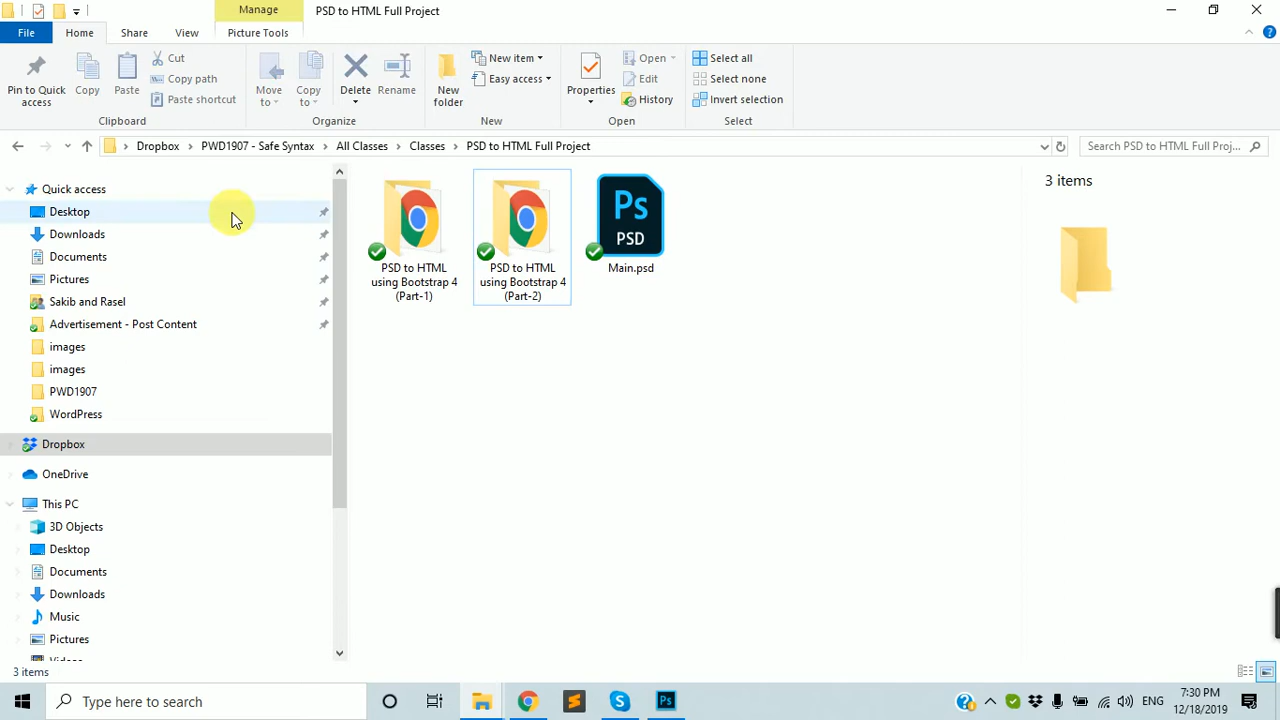 Manage
PSD to HTML Full Project
File
Home
Share
View
Picture Tools
Pin to Quick access
Copy
Paste
Cut
Copy path
Paste shortcut
Clipboard
Move to
Copy to
Delete
Rename
Organize
New folder
New item
Easy access
New
Properties
Open
Edit
History
Open
Select all
Select none
Invert selection
Select
Dropbox
PWD1907 - Safe Syntax
All Classes
Classes
PSD to HTML Full Project
Search PSD to HTML Full Proj...
Quick access
Desktop
Downloads
Documents
Pictures
Sakib and Rasel
Advertisement - Post Content
images
images
PWD1907
WordPress
Dropbox
OneDrive
This PC
3D Objects
Desktop
Documents
Downloads
Music
Pictures
Videos
PSD to HTML
using Bootstrap 4
(Part-1)
PSD to HTML
using Bootstrap 4
(Part-2)
Ps
PSD
Main.psd
3 items
3 items
Type here to search
Ps
ENG
7:30 PM
12/18/2019